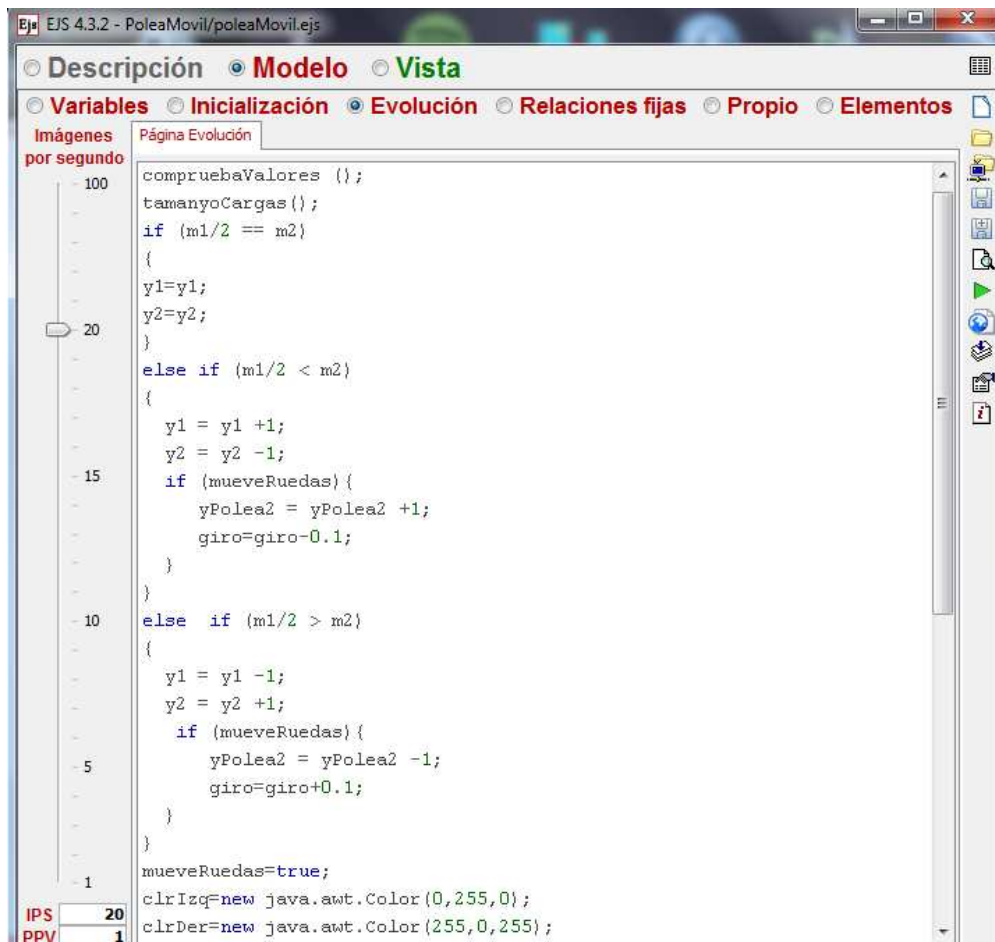 Ejs EJS 4.3.2 - PoleaMovil/poleaMovil.ejs
Descripción Modelo Vista
Variables Inicialización Evolución Relaciones fijas Propio Elementos
Imágenes
por segundo
100
20
15
10
5
1
IPS 20
PPV 1
Página Evolución
compruebaValores ();
tamanyoCargas();
if (m1/2 == m2)
{
y1=y1;
y2=y2;
}
else if (m1/2 < m2)
{
y1 = y1 +1;
y2 = y2 -1;
if (mueveRuedas){
yPolea2 = yPolea2 +1;
giro=giro-0.1;
}
}
else  if (m1/2 > m2)
{
y1 = y1 -1;
y2 = y2 +1;
if (mueveRuedas){
yPolea2 = yPolea2 -1;
giro=giro+0.1;
}
}
mueveRuedas=true;
clrIzq=new java.awt.Color(0,255,0);
clrDer=new java.awt.Color(255,0,255);